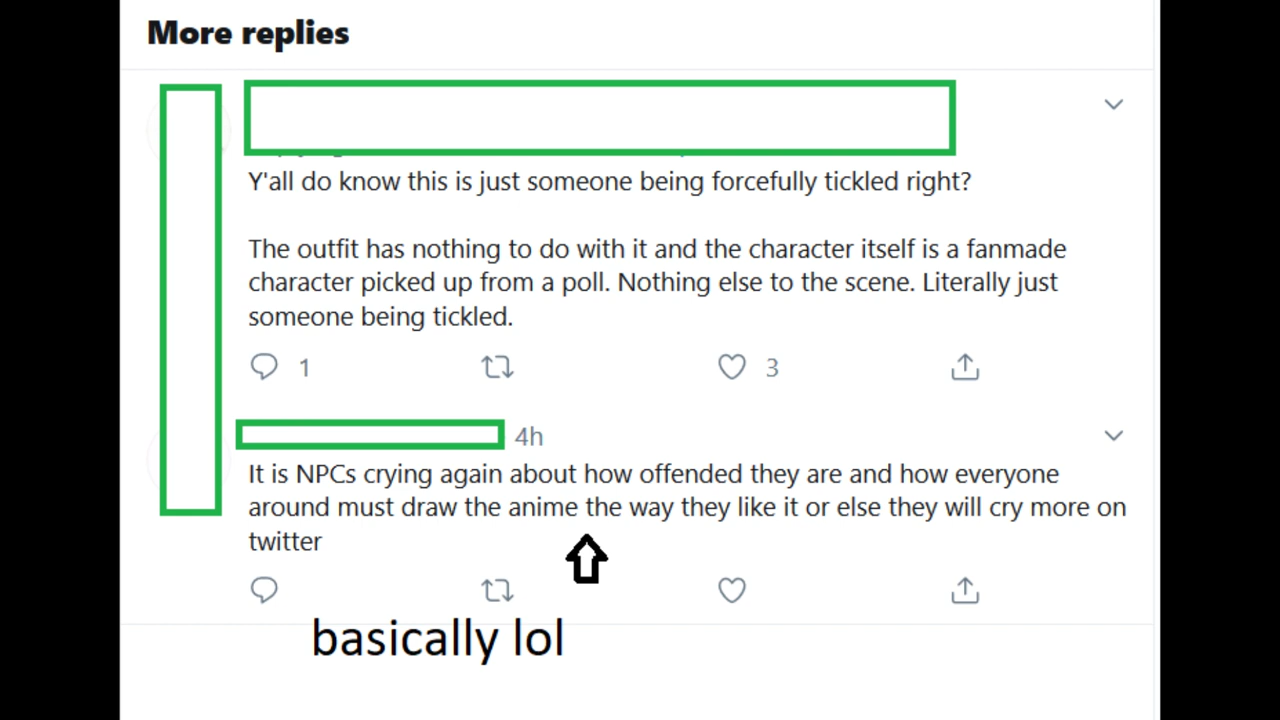 More replies
Y'all do know this is just someone being forcefully tickled right?
The outfit has nothing to do with it and the character itself is a fanmade
character picked up from a poll. Nothing else to the scene. Literally just
someone being tickled.
1 3
4h
It is NPCs crying again about how offended they are and how everyone
around must draw the anime the way they like it or else they will cry more on
twitter
basically lol